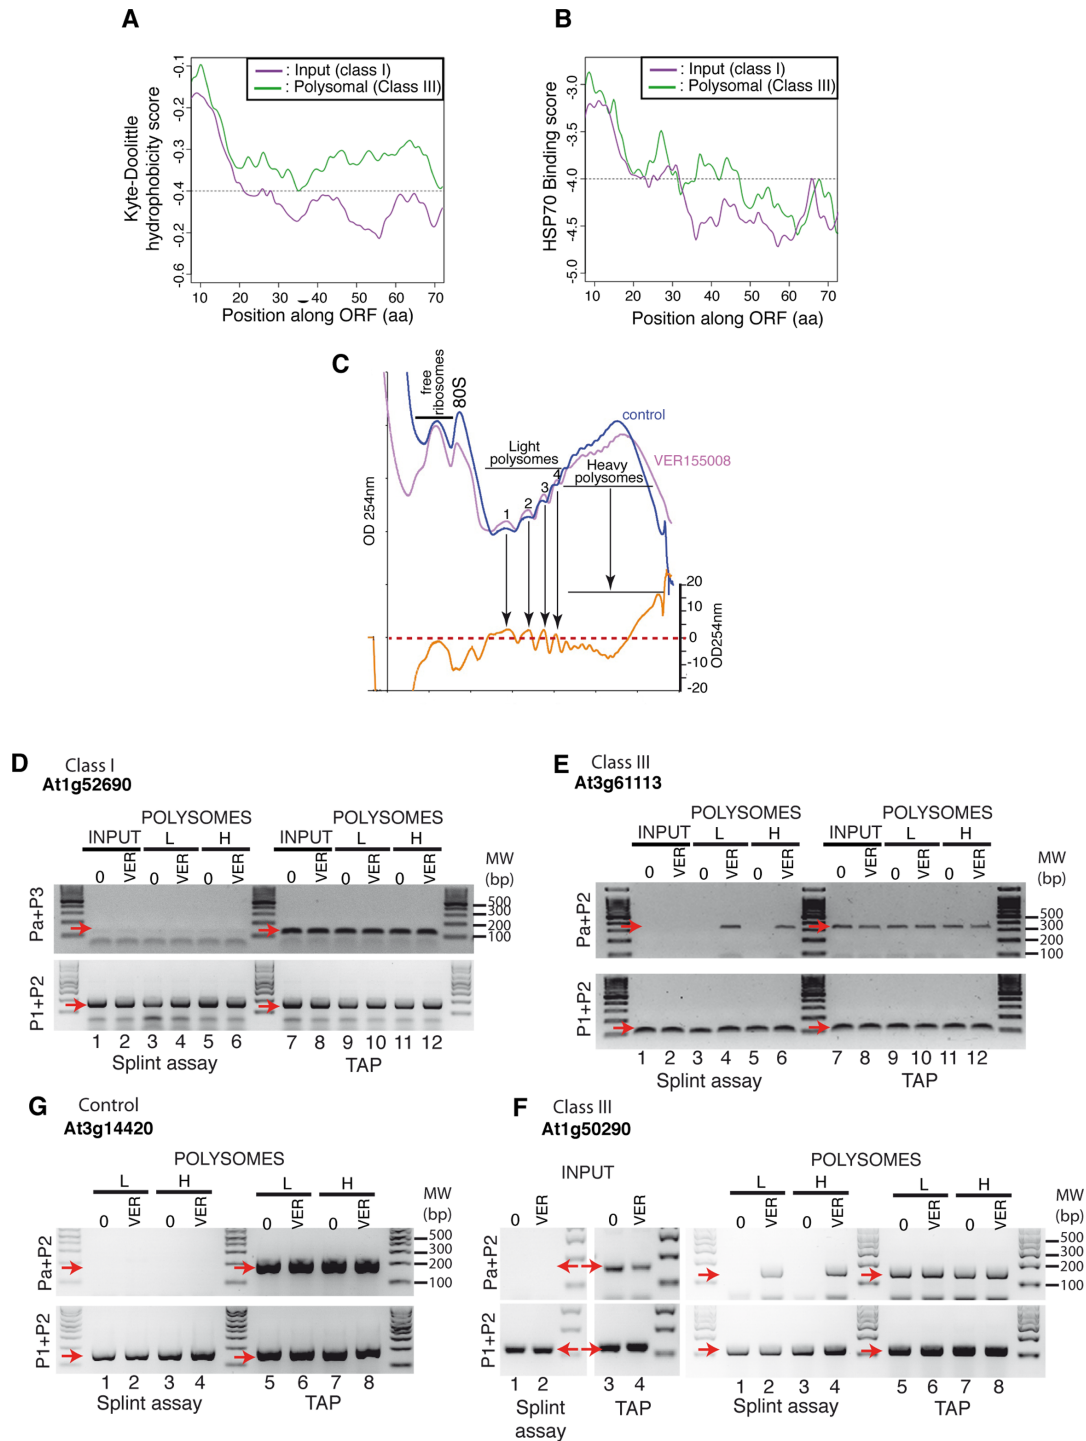 A
-0.1
-0.2
-0.3
-0.4
-0.2
-0.6
Kyte-Doolittle
hydrophobicity score
: Input (class I)
: Polysomal (Class III)
10 20 30 40 50 60 70
Position along ORF (aa)
B
-3.0
-3.5
-4.0
-4.5
-5.0
HSP70 Binding score
: Input (class I)
: Polysomal (Class III)
10 20 30 40 50 60 70
Position along ORF (aa)
C
free
ribosomes
80S
control
Light
polysomes
VER155008
Heavy
polysomes
1 2 3 4
OD 254nm
20
10
0
-10
-20
OD254nm
D
Class I
At1g52690
POLYSOMES POLYSOMES
INPUT L H INPUT L H
0 VER 0 VER 0 VER 0 VER 0 VER 0 VER
MW
(bp)
Pa+P3
500
300
200
100
P1+P2
1 2 3 4 5 6 7 8 9 10 11 12
Splint assay TAP
E
Class III
At3g61113
POLYSOMES POLYSOMES
INPUT L H INPUT L H
0 VER 0 VER 0 VER 0 VER 0 VER 0 VER
MW
(bp)
Pa+P2
500
300
200
100
P1+P2
1 2 3 4 5 6 7 8 9 10 11 12
Splint assay TAP
G
Control
At3g14420
POLYSOMES
L H L H
0 VER 0 VER 0 VER 0 VER
MW
(bp)
Pa+P2
500
300
200
100
P1+P2
1 2 3 4 5 6 7 8
Splint assay TAP
F
Class III
At1g50290
INPUT
POLYSOMES
L H L H
0 VER 0 VER 0 VER 0 VER 0 VER 0 VER
MW
(bp)
Pa+P2
500
300
200
100
P1+P2
1 2 3 4 1 2 3 4 5 6 7 8
Splint
assay
TAP
Splint assay TAP